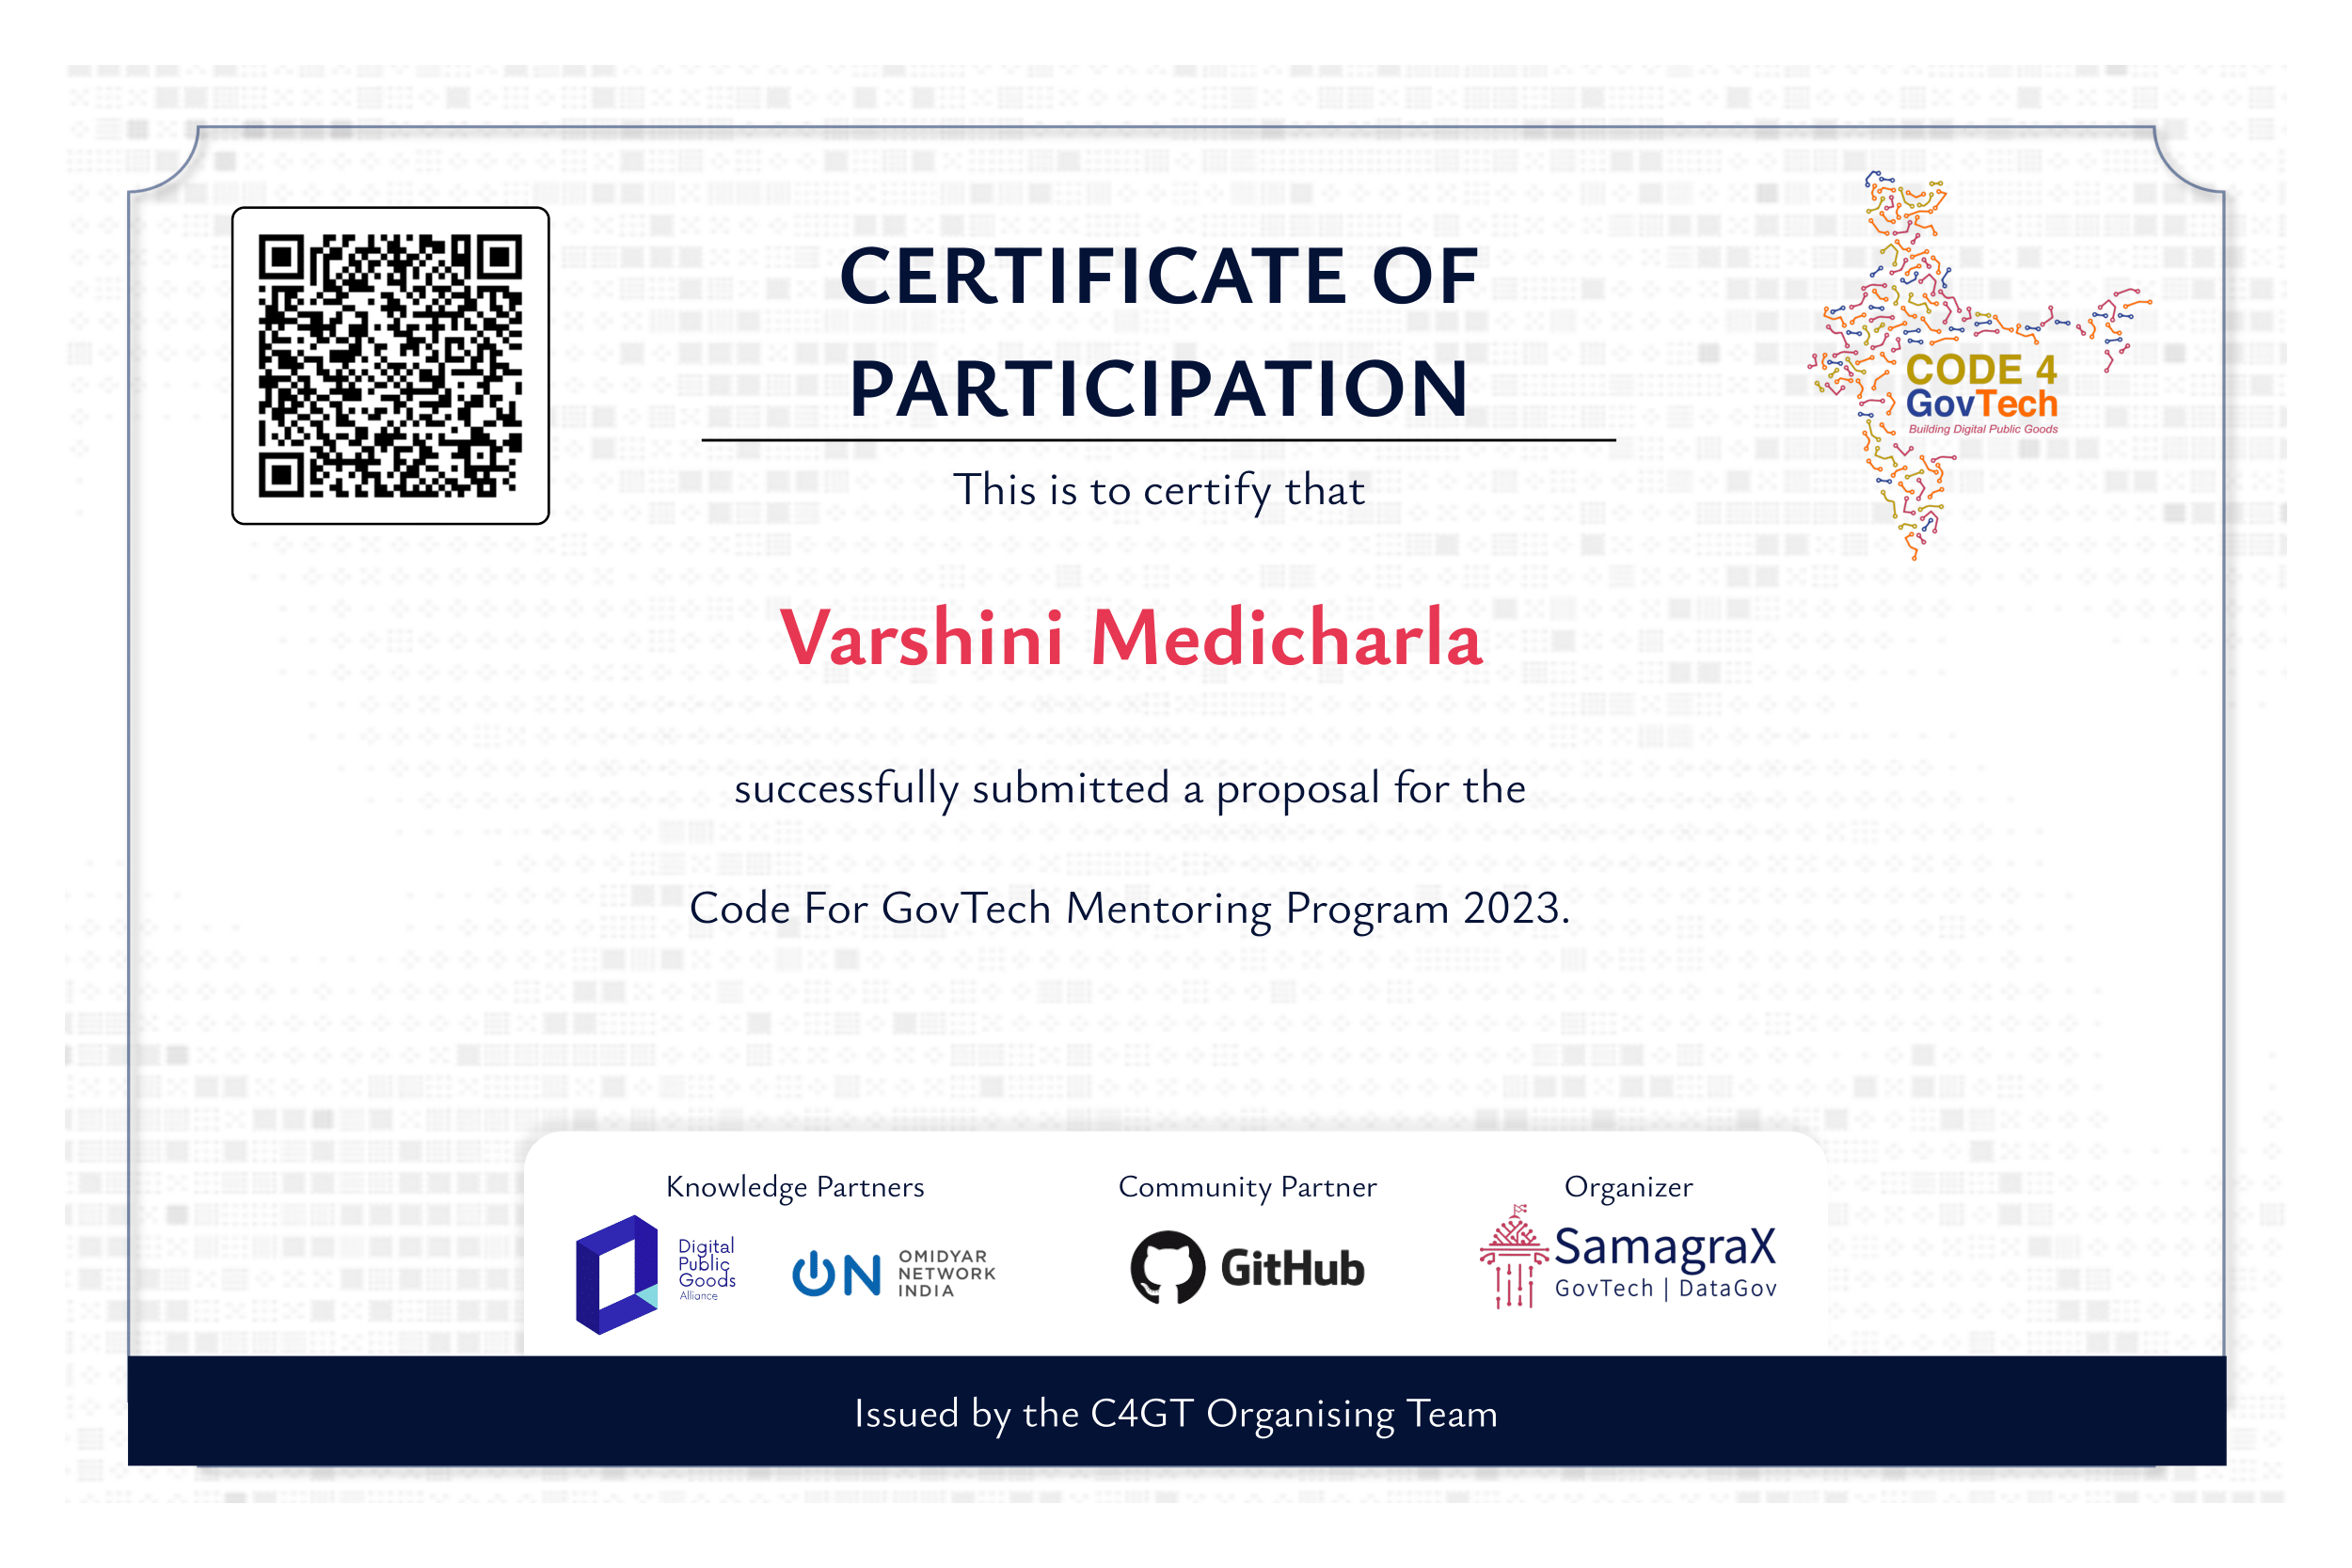 CERTIFICATE OF
PARTICIPATION
CODE 4
GovTech
Building Digital Public Goods
This is to certify that
Varshini Medicharla
successfully submitted a proposal for the
Code For GovTech Mentoring Program 2023.
Knowledge Partners
Digital
Public
Goods
Alliance
ON
OMIDYAR
NETWORK
INDIA
Community Partner
GitHub
Organizer
SamagraX
GovTech | DataGov
Issued by the C4GT Organising Team